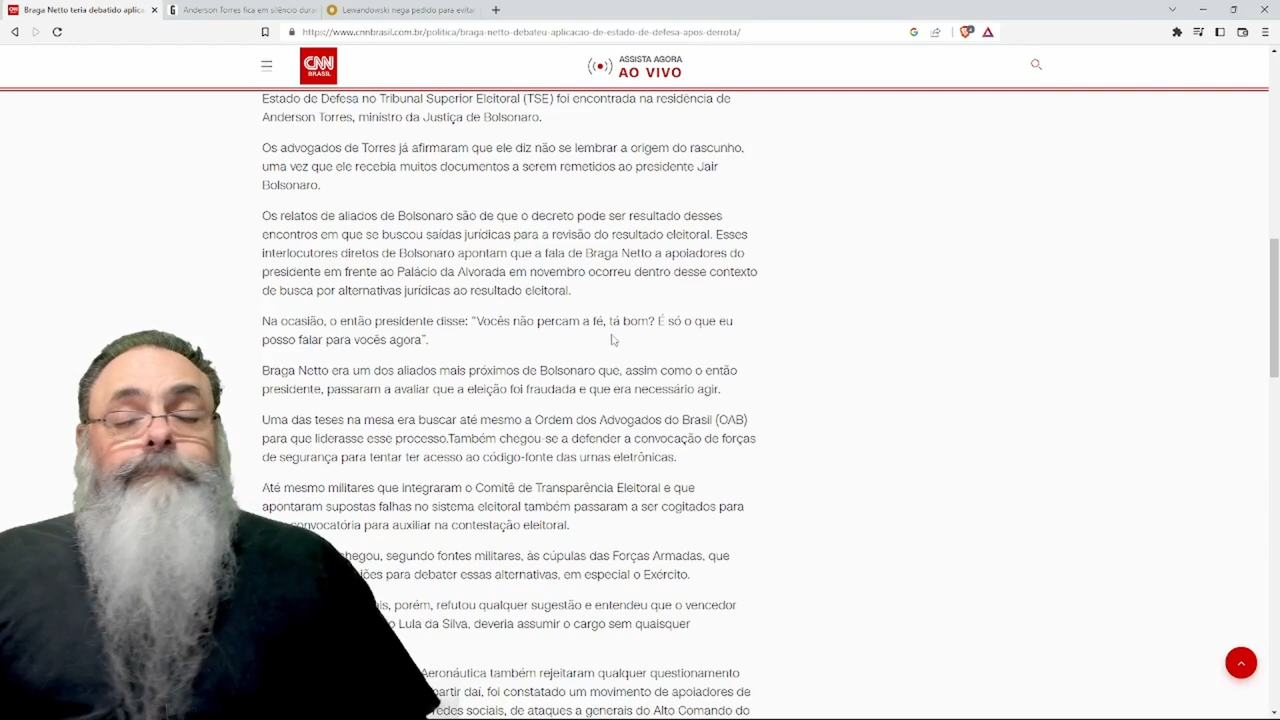 Braga Netto teria debatido aplica
Anderson Torres fica em silêncio dura
Lewandowski nega pedido para evitar
https://www.cnnbrasil.com.br/politica/braga-netto-debateu-aplicacao-de-estado-de-defesa-apos-derrota/
CNN
BRASIL
ASSISTA AGORA
AO VIVO
Estado de Defesa no Tribunal Superior Eleitoral (TSE) foi encontrada na residência de
Anderson Torres, ministro da Justiça de Bolsonaro.
Os advogados de Torres já afirmaram que ele diz não se lembrar a origem do rascunho,
uma vez que ele recebia muitos documentos a serem remetidos ao presidente Jair
Bolsonaro.
Os relatos de aliados de Bolsonaro são de que o decreto pode ser resultado desses
encontros em que se buscou saídas jurídicas para a revisão do resultado eleitoral. Esses
interlocutores diretos de Bolsonaro apontam que a fala de Braga Netto a apoiadores do
presidente em frente ao Palácio da Alvorada em novembro ocorreu dentro desse contexto
de busca por alternativas jurídicas ao resultado eleitoral.
Na ocasião, o então presidente disse: “Vocês não percam a fé, tá bom? É só o que eu
posso falar para vocês agora”.
Braga Netto era um dos aliados mais próximos de Bolsonaro que, assim como o então
presidente, passaram a avaliar que a eleição foi fraudada e que era necessário agir.
Uma das teses na mesa era buscar até mesmo a Ordem dos Advogados do Brasil (OAB)
para que liderasse esse processo.Também chegou-se a defender a convocação de forças
de segurança para tentar ter acesso ao código-fonte das urnas eletrônicas.
Até mesmo militares que integraram o Comitê de Transparência Eleitoral e que
apontaram supostas falhas no sistema eleitoral também passaram a ser cogitados para
convocatória para auxiliar na contestação eleitoral.
chegou, segundo fontes militares, às cúpulas das Forças Armadas, que
para debater essas alternativas, em especial o Exército.
porém, refutou qualquer sugestão e entendeu que o vencedor
Lula da Silva, deveria assumir o cargo sem quaisquer
Aeronáutica também rejeitaram qualquer questionamento
partir daí, foi constatado um movimento de apoiadores de
redes sociais, de ataques a generais do Alto Comando do